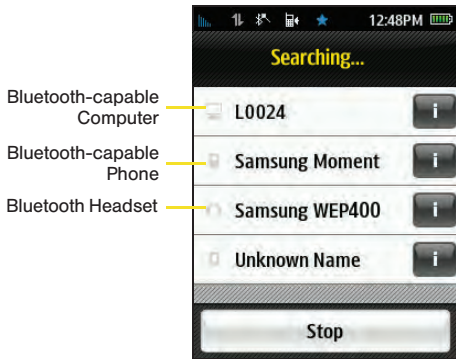 12:48PM
Searching...
Bluetooth-capable
Computer
L0024
i
Bluetooth-capable
Phone
Samsung Moment
i
Bluetooth Headset
Samsung WEP400
i
Unknown Name
i
Stop